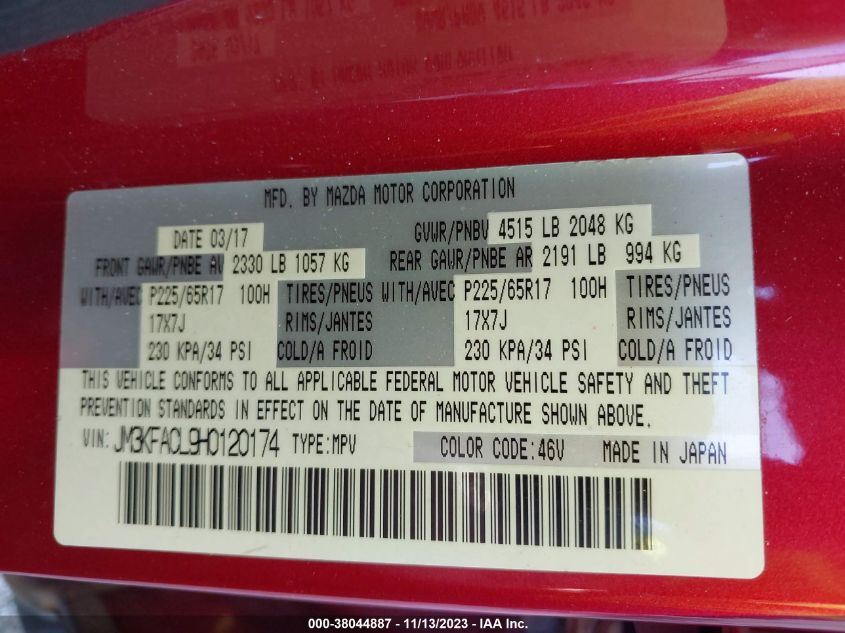 MFD. BY MAZDA MOTOR CORPORATION
DATE 03/17 GVWR/PNBV 4515 LB 2048 KG
FRONT GAWR/PNBE AV 2330 LB 1057 KG REAR GAWR/PNBE AR 2191 LB 994 KG
WITH/AVEC P225/65R17 100H TIRES/PNEUS WITH/AVEC P225/65R17 100H TIRES/PNEUS
17X7J RIMS/JANTES 17X7J RIMS/JANTES
230 KPA/34 PSI COLD/A FROID 230 KPA/34 PSI COLD/A FROID
THIS VEHICLE CONFORMS TO ALL APPLICABLE FEDERAL MOTOR VEHICLE SAFETY AND THEFT
PREVENTION STANDARDS IN EFFECT ON THE DATE OF MANUFACTURE SHOWN ABOVE.
VIN: JM3KFACL9H0120174 TYPE:MPV COLOR CODE:46V MADE IN JAPAN
000-38044887 - 11/13/2023 - IAA Inc.